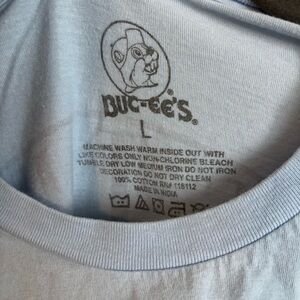 BUC-EE'S®
L
MACHINE WASH WARM INSIDE OUT WITH
LIKE COLORS ONLY NON-CHLORINE BLEACH
TUMBLE DRY LOW MEDIUM IRON DO NOT IRON
DECORATION DO NOT DRY CLEAN
100% COTTON RN# 118112
MADE IN INDIA